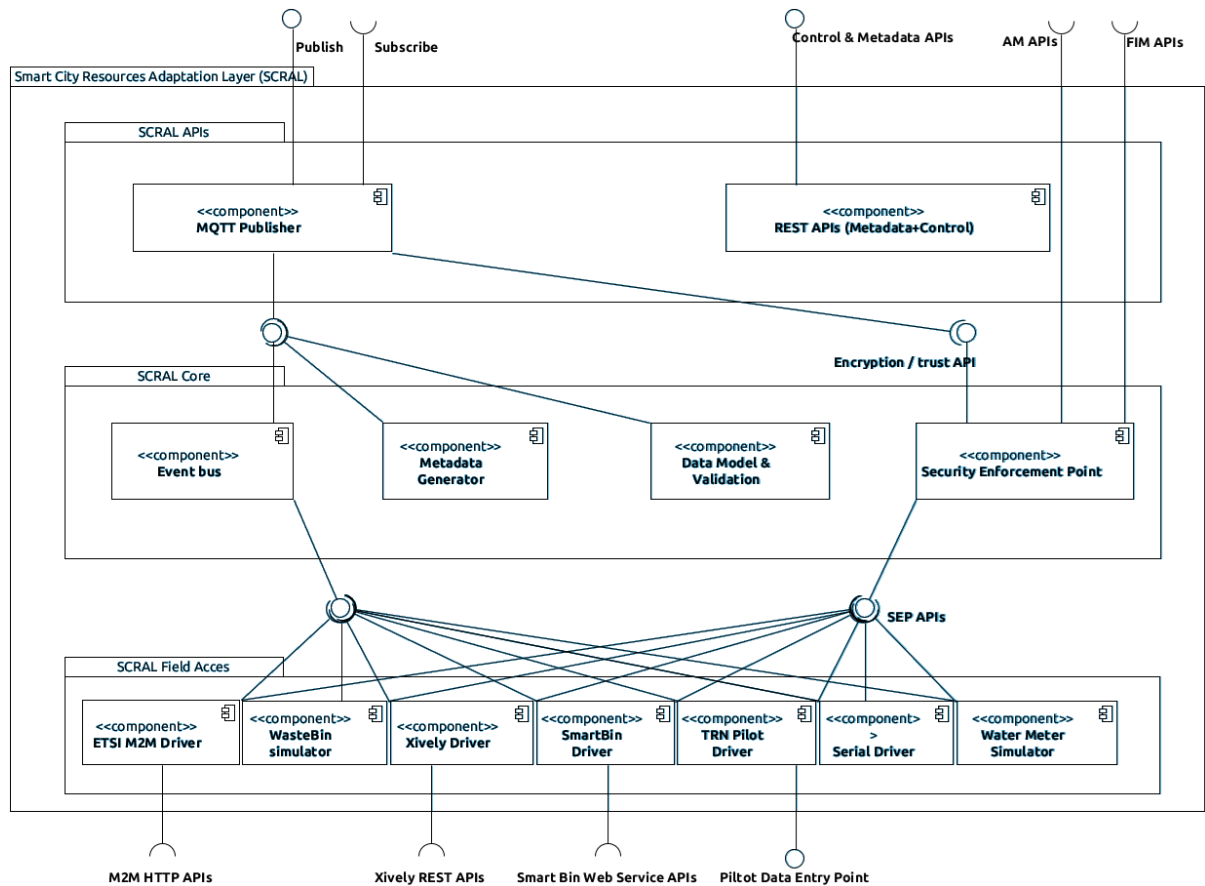 Publish
Subscribe
Control & Metadata APIs
AM APIs
FIM APIs
Smart City Resources Adaptation Layer (SCRAL)
SCRAL APIs
<<component>>
MQTT Publisher
<<component>>
REST APIs (Metadata+Control)
Encryption / trust API
SCRAL Core
<<component>>
Event bus
<<component>>
Metadada
Generator
<<component>>
Data Model &
Validation
<<component>>
Security Enforcement Point
SEP APIs
SCRAL Field Acces
<<component>>
ETSI M2M Driver
<<component>>
WasteBin
simulator
<<component>>
Xively Driver
<<component>>
SmartBin
Driver
<<component>>
TRN Pilot
Driver
<<component>
>
Serial Driver
<<component>>
Water Meter
Simulator
M2M HTTP APIs
Xively REST APIs
Smart Bin Web Service APIs
Piltot Data Entry Point